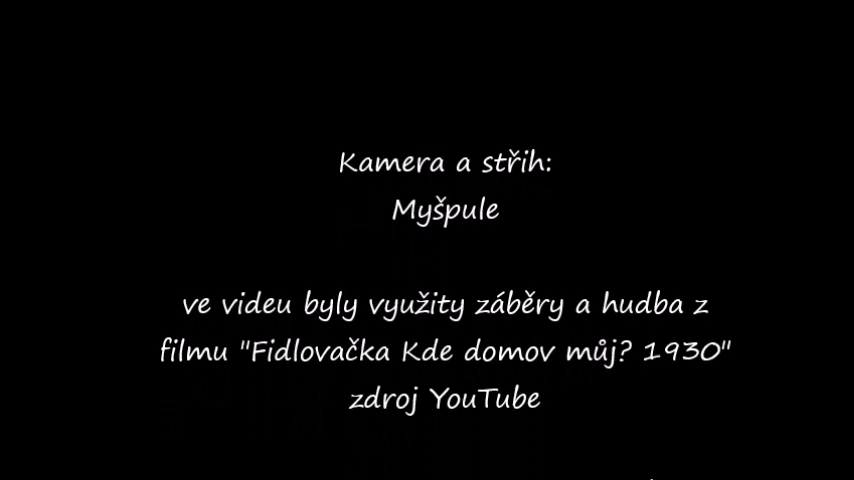 Kamera a střih:
Myšpule
ve videu byly využity záběry a hudba z
filmu "Fidlovačka Kde domov můj? 1930"
zdroj YouTube